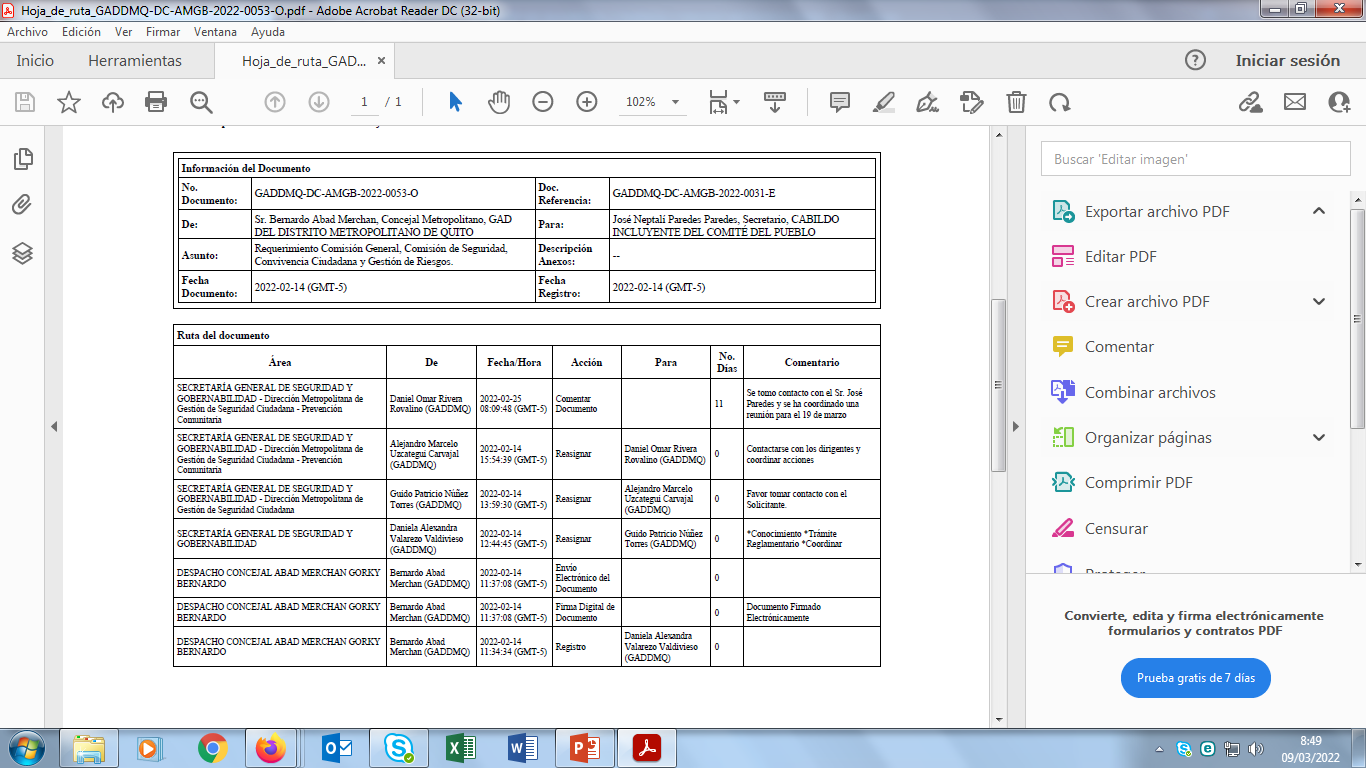 Hoja_de_ruta_GADDMQ-DC-AMGB-2022-0053-O.pdf - Adobe Acrobat Reader DC (32-bit)
Archivo Edición Ver Firmar Ventana Ayuda
Inicio Herramientas Hoja_de_ruta_GAD... × ? Iniciar sesión
1 / 1 102%
Información del Documento
No. Documento: GADDMQ-DC-AMGB-2022-0053-O Doc. Referencia: GADDMQ-DC-AMGB-2022-0031-E
De: Sr. Bernardo Abad Merchan, Concejal Metropolitano, GAD DEL DISTRITO METROPOLITANO DE QUITO Para: José Neptalí Paredes Paredes, Secretario, CABILDO INCLUYENTE DEL COMITÉ DEL PUEBLO
Asunto: Requerimiento Comisión General, Comisión de Seguridad, Convivencia Ciudadana y Gestión de Riesgos. Descripción Anexos: --
Fecha Documento: 2022-02-14 (GMT-5) Fecha Registro: 2022-02-14 (GMT-5)
Ruta del documento
Área De Fecha/Hora Acción Para No. Días Comentario
SECRETARÍA GENERAL DE SEGURIDAD Y GOBERNABILIDAD - Dirección Metropolitana de Gestión de Seguridad Ciudadana - Prevención Comunitaria Daniel Omar Rivera Rovalino (GADDMQ) 2022-02-25 08:09:48 (GMT-5) Comentar Documento 11 Se tomo contacto con el Sr. José Paredes y se ha coordinado una reunión para el 19 de marzo
SECRETARÍA GENERAL DE SEGURIDAD Y GOBERNABILIDAD - Dirección Metropolitana de Gestión de Seguridad Ciudadana - Prevención Comunitaria Alejandro Marcelo Uzcategui Carvajal (GADDMQ) 2022-02-14 15:54:39 (GMT-5) Reasignar Daniel Omar Rivera Rovalino (GADDMQ) 0 Contactarse con los dirigentes y coordinar acciones
SECRETARÍA GENERAL DE SEGURIDAD Y GOBERNABILIDAD - Dirección Metropolitana de Gestión de Seguridad Ciudadana Guido Patricio Núñez Torres (GADDMQ) 2022-02-14 13:59:30 (GMT-5) Reasignar Alejandro Marcelo Uzcategui Carvajal (GADDMQ) 0 Favor tomar contacto con el Solicitante.
SECRETARÍA GENERAL DE SEGURIDAD Y GOBERNABILIDAD Daniela Alexandra Valarezo Valdivieso (GADDMQ) 2022-02-14 12:44:45 (GMT-5) Reasignar Guido Patricio Núñez Torres (GADDMQ) 0 *Conocimiento *Trámite Reglamentario *Coordinar
DESPACHO CONCEJAL ABAD MERCHAN GORKY BERNARDO Bernardo Abad Merchan (GADDMQ) 2022-02-14 11:37:08 (GMT-5) Envío Electrónico del Documento 0
DESPACHO CONCEJAL ABAD MERCHAN GORKY BERNARDO Bernardo Abad Merchan (GADDMQ) 2022-02-14 11:37:08 (GMT-5) Firma Digital de Documento 0 Documento Firmado Electrónicamente
DESPACHO CONCEJAL ABAD MERCHAN GORKY BERNARDO Bernardo Abad Merchan (GADDMQ) 2022-02-14 11:34:34 (GMT-5) Registro Daniela Alexandra Valarezo Valdivieso (GADDMQ) 0
Buscar 'Editar imagen'
Exportar archivo PDF
Editar PDF
Crear archivo PDF
Comentar
Combinar archivos
Organizar páginas
Comprimir PDF
Censurar
Convierte, edita y firma electrónicamente
formularios y contratos PDF
Prueba gratis de 7 días
8:49
09/03/2022